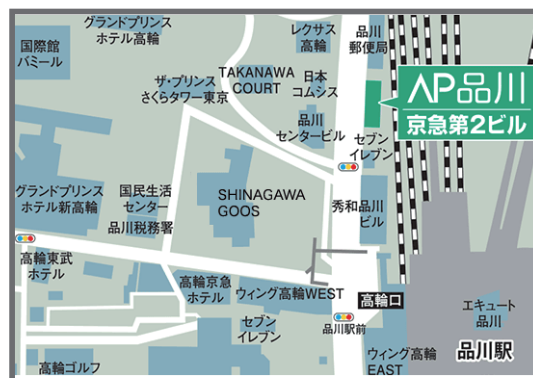 グランドプリンス
ホテル高輪
レクサス
高輪
品川
郵便局
国際館
パミール
ザ・プリンス
さくらタワー東京
TAKANAWA
COURT
日本
コムシス
AP品川
京急第2ビル
品川
センタービル
セブン
イレブン
グランドプリンス
ホテル新高輪
国民生活
センター
品川税務署
SHINAGAWA
GOOS
秀和品川
ビル
高輪東武
ホテル
高輪京急
ホテル
ウィング高輪WEST
高輪口
エキュート
品川
セブン
イレブン
品川駅前
品川駅
ウィング高輪
EAST
高輪ゴルフ